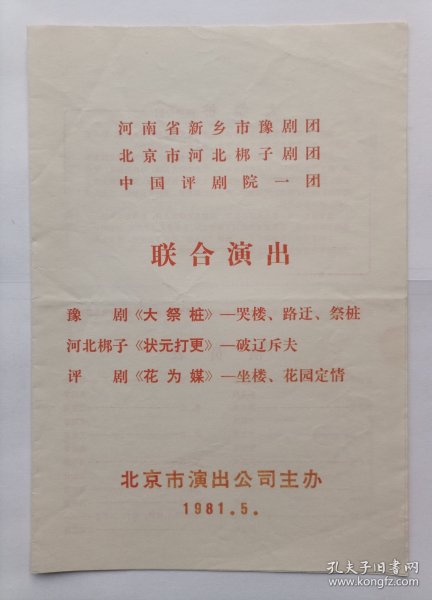 河南省新乡市豫剧团
北京市河北梆子剧团
中国评剧院一团
联合演出
豫剧《大祭桩》—哭楼、路迂、祭桩
河北梆子《状元打更》—破辽斥夫
评剧《花为媒》—坐楼、花园定情
北京市演出公司主办
1981.5.
孔夫子旧书网
www.kongfz.com